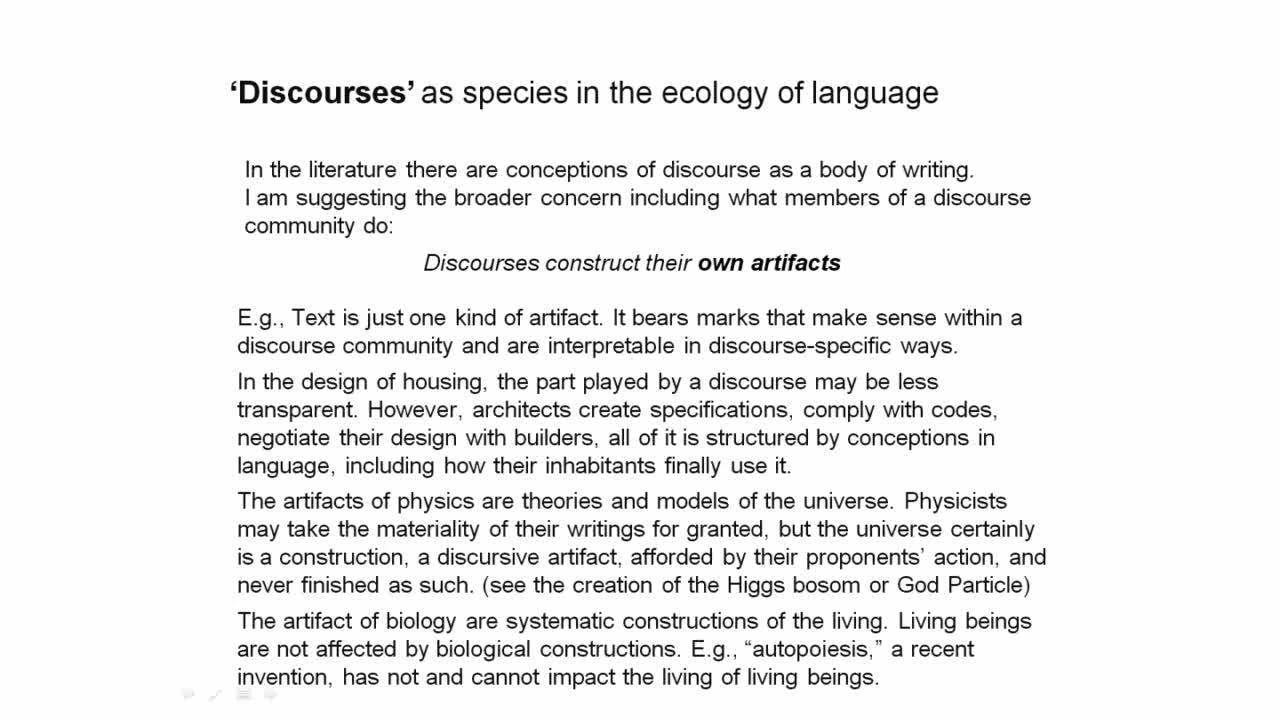 ‘Discourses’ as species in the ecology of language
In the literature there are conceptions of discourse as a body of writing.
I am suggesting the broader concern including what members of a discourse
community do:
Discourses construct their own artifacts
E.g., Text is just one kind of artifact. It bears marks that make sense within a
discourse community and are interpretable in discourse-specific ways.
In the design of housing, the part played by a discourse may be less
transparent. However, architects create specifications, comply with codes,
negotiate their design with builders, all of it is structured by conceptions in
language, including how their inhabitants finally use it.
The artifacts of physics are theories and models of the universe. Physicists
may take the materiality of their writings for granted, but the universe certainly
is a construction, a discursive artifact, afforded by their proponents’ action, and
never finished as such. (see the creation of the Higgs bosom or God Particle)
The artifact of biology are systematic constructions of the living. Living beings
are not affected by biological constructions. E.g., “autopoiesis,” a recent
invention, has not and cannot impact the living of living beings.